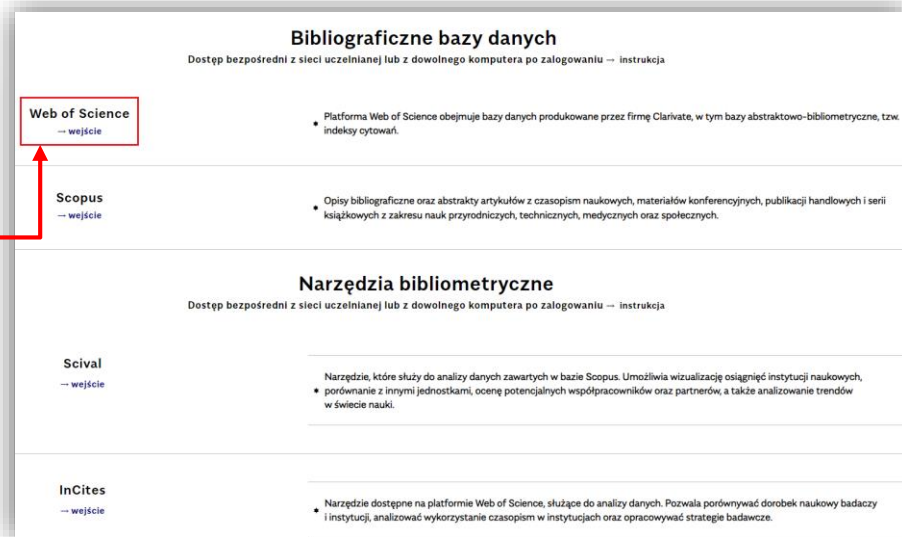 Bibliograficzne bazy danych
Dostęp bezpośredni z sieci uczelnianej lub z dowolnego komputera po zalogowaniu → instrukcja
Web of Science
→ wejście
• Platforma Web of Science obejmuje bazy danych produkowane przez firmę Clarivate, w tym bazy abstraktowo-bibliometryczne, tzw.
indeksy cytowań.
Scopus
→ wejście
• Opisy bibliograficzne oraz abstrakty artykułów z czasopism naukowych, materiałów konferencyjnych, publikacji handlowych i serii
książkowych z zakresu nauk przyrodniczych, technicznych, medycznych oraz społecznych.
Narzędzia bibliometryczne
Dostęp bezpośredni z sieci uczelnianej lub z dowolnego komputera po zalogowaniu → instrukcja
Scival
→ wejście
Narzędzie, które służy do analizy danych zawartych w bazie Scopus. Umożliwia wizualizację osiągnięć instytucji naukowych,
• porównanie z innymi jednostkami, ocenę potencjalnych współpracowników oraz partnerów, a także analizowanie trendów
w świecie nauki.
InCites
→ wejście
• Narzędzie dostępne na platformie Web of Science, służące do analizy danych. Pozwala porównywać dorobek naukowy badaczy
i instytucji, analizować wykorzystanie czasopism w instytucjach oraz opracowywać strategie badawcze.